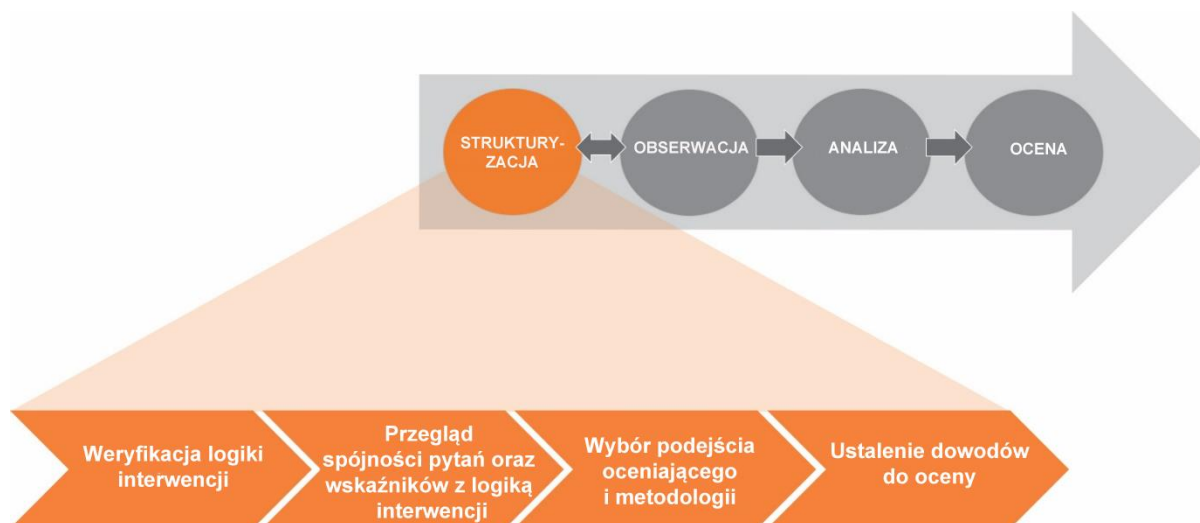 STRUKTURY-
ZACJA
OBSERWACJA
ANALIZA
OCENA
Weryfikacja logiki
interwencji
Przegląd
spójności pytań oraz
wskaźników z logiką
interwencji
Wybór podejścia
oceniającego
i metodologii
Ustalenie dowodów
do oceny